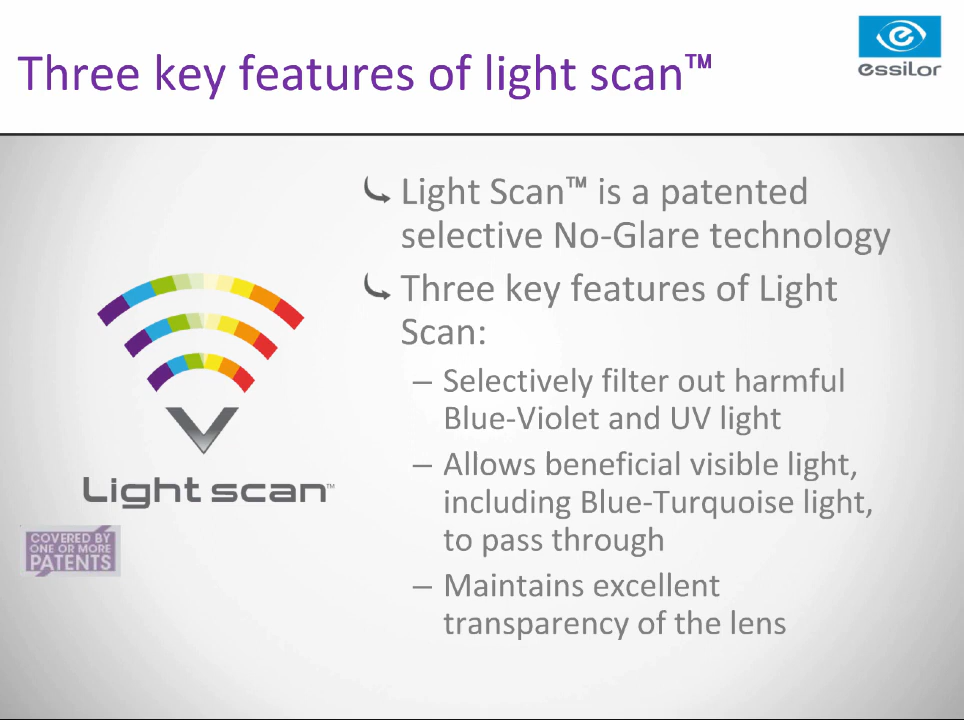 Three key features of light scan™
essilor
Light Scan™ is a patented
selective No-Glare technology
Three key features of Light
Scan:
– Selectively filter out harmful
Blue-Violet and UV light
– Allows beneficial visible light,
including Blue-Turquoise light,
to pass through
– Maintains excellent
transparency of the lens
Light scan™
COVERED BY
ONE OR MORE
PATENTS